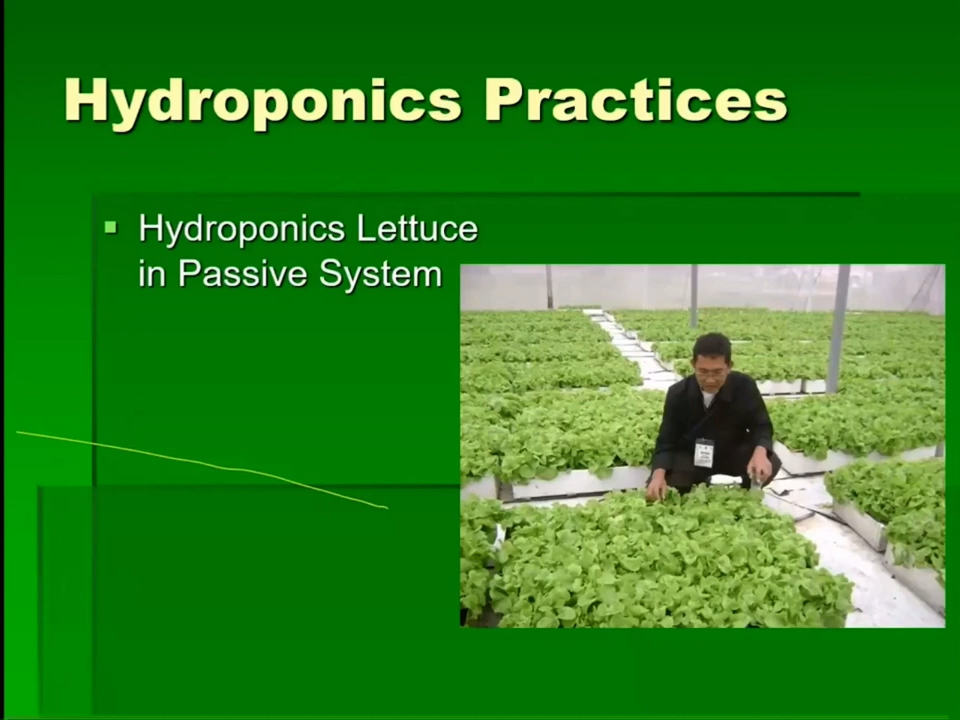 Hydroponics Practices
Hydroponics Lettuce
in Passive System